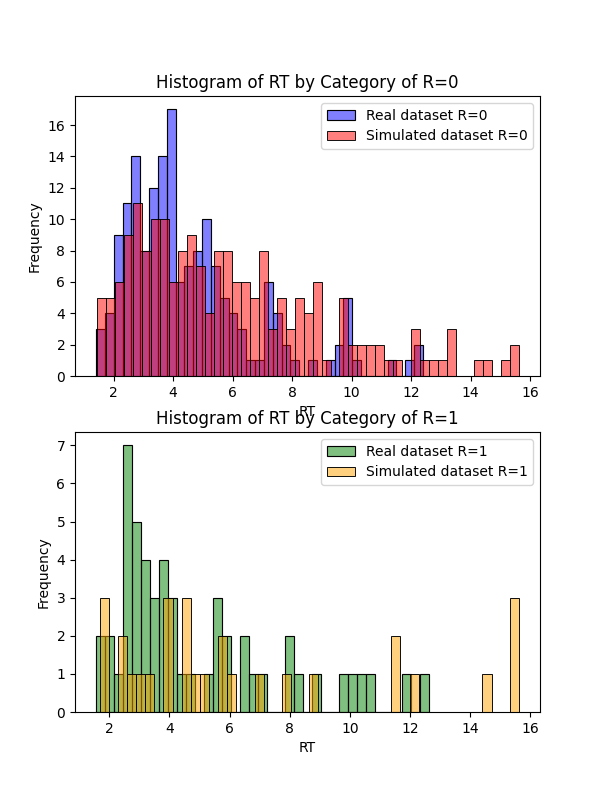 Histogram of RT by Category of R=0
Real dataset R=0
Simulated dataset R=0
Frequency
16
14
12
10
8
6
4
2
0
2 4 6 8 10 12 14 16
RT
Histogram of RT by Category of R=1
Real dataset R=1
Simulated dataset R=1
Frequency
7
6
5
4
3
2
1
0
2 4 6 8 10 12 14 16
RT